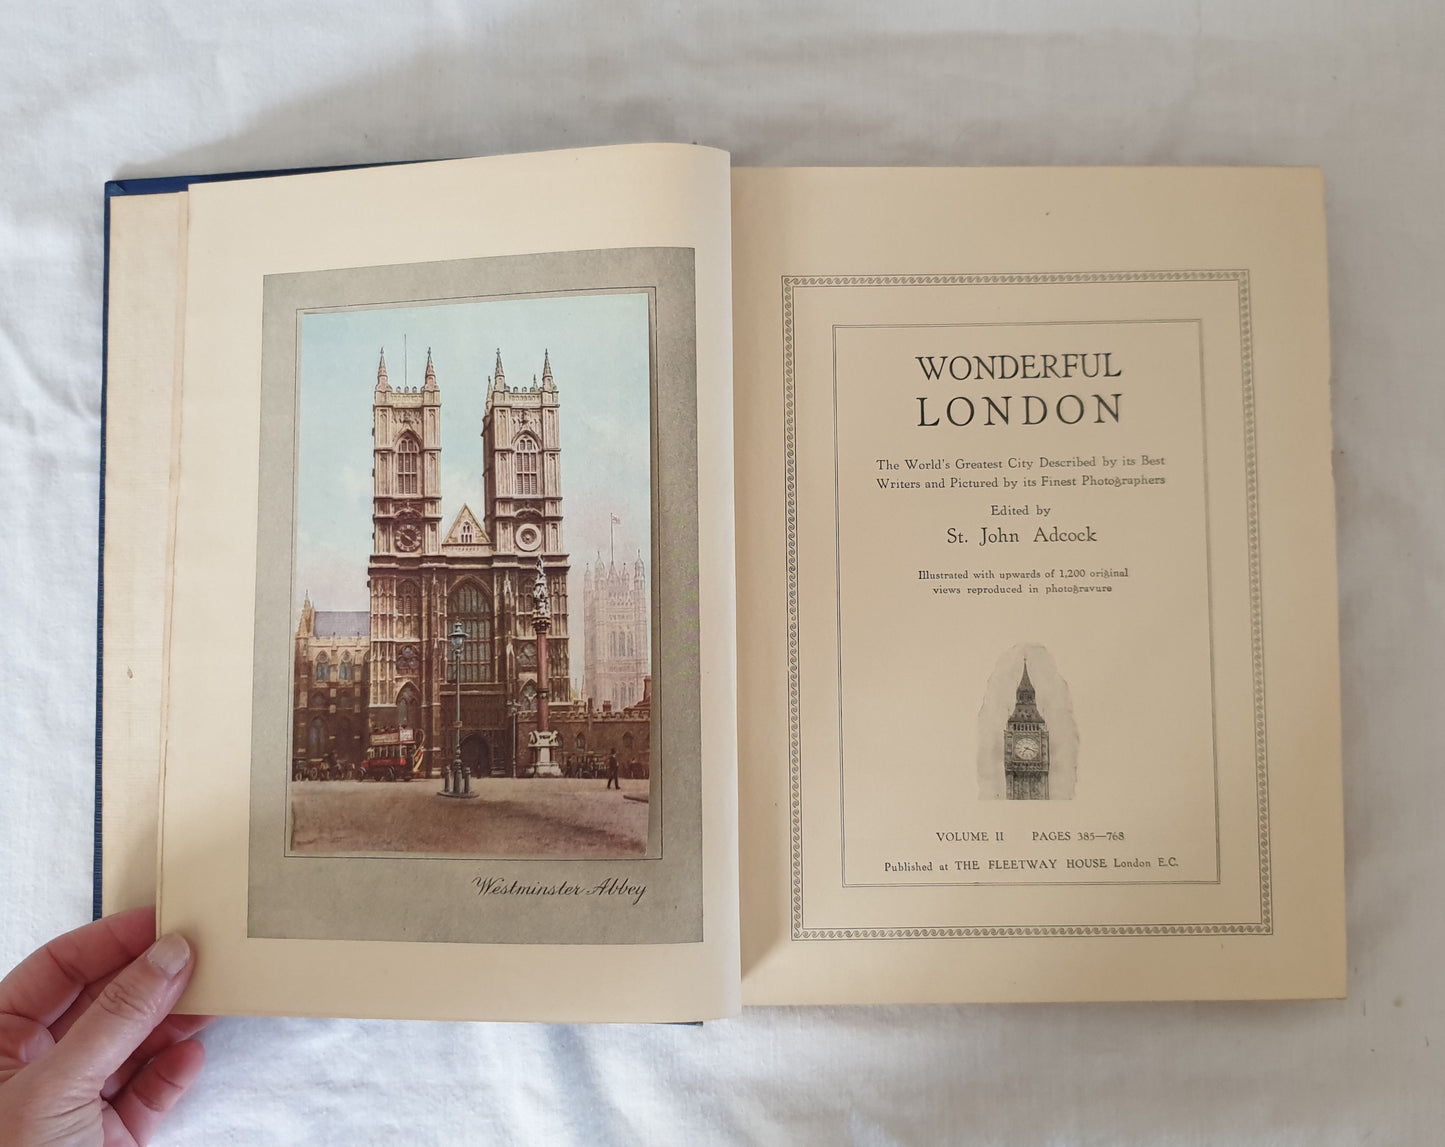 Westminster Abbey
WONDERFUL
LONDON
The World's Greatest City Described by its Best
Writers and Pictured by its Finest Photographers
Edited by
St. John Adcock
Illustrated with upwards of 1,200 original
views reproduced in photogravure
VOLUME II PAGES 385—768
Published at THE FLEETWAY HOUSE London E.C.